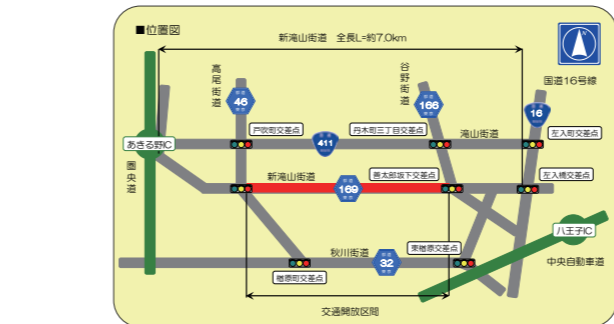 ■位置図
新滝山街道 全長L=約7.0km
高尾街道
谷野街道
国道16号線
46
166
16
戸吹町交差点
丹木町三丁目交差点
滝山街道
左入町交差点
411
あきる野IC
圏央道
新滝山街道
169
善太郎坂下交差点
左入橋交差点
八王子IC
秋川街道
東楢原交差点
32
中央自動車道
楢原町交差点
交通開放区間